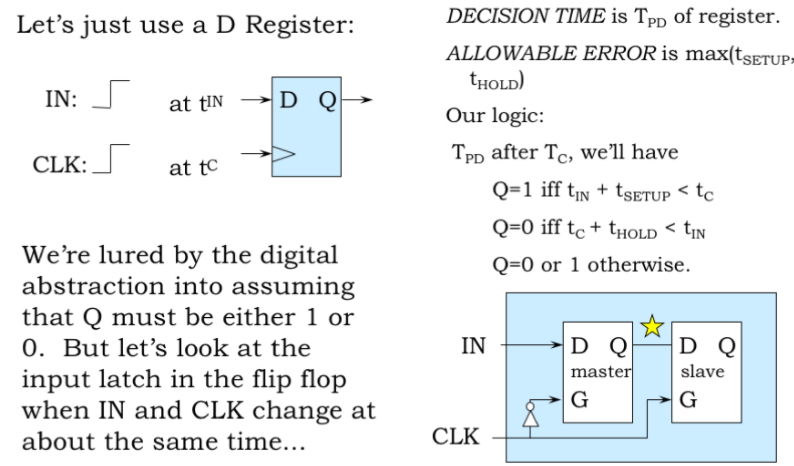 Let's just use a D Register:
IN: at tIN D Q
CLK: at tC
We're lured by the digital
abstraction into assuming
that Q must be either 1 or
0. But let's look at the
input latch in the flip flop
when IN and CLK change at
about the same time...
DECISION TIME is TPD of register.
ALLOWABLE ERROR is max(tSETUP,
tHOLD)
Our logic:
TPD after TC, we'll have
Q=1 iff tIN + tSETUP < tC
Q=0 iff tC + tHOLD < tIN
Q=0 or 1 otherwise.
IN D Q D Q
master slave
G G
CLK